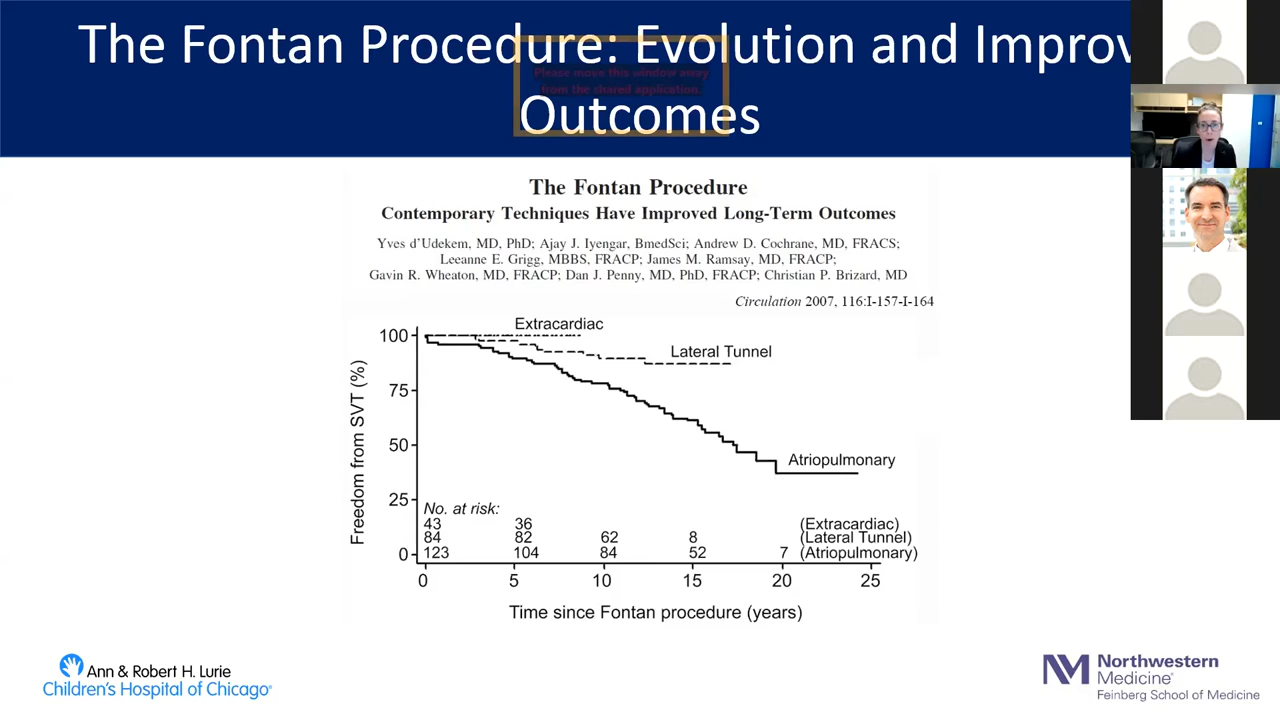 The Fontan Procedure: Evolution and Improv
Please move this window away
from the shared application.
Outcomes
The Fontan Procedure
Contemporary Techniques Have Improved Long-Term Outcomes
Yves d'Udekem, MD, PhD; Ajay J. Iyengar, BmedSci; Andrew D. Cochrane, MD, FRACS;
Leeanne E. Grigg, MBBS, FRACP; James M. Ramsay, MD, FRACP;
Gavin R. Wheaton, MD, FRACP; Dan J. Penny, MD, PhD, FRACP; Christian P. Brizard, MD
Circulation 2007, 116:I-157-I-164
Freedom from SVT (%)
100
75
50
25
0
Extracardiac
Lateral Tunnel
Atriopulmonary
No. at risk:
43 36 (Extracardiac)
84 82 62 8 (Lateral Tunnel)
123 104 84 52 7 (Atriopulmonary)
0 5 10 15 20 25
Time since Fontan procedure (years)
Ann & Robert H. Lurie
Children's Hospital of Chicago®
NM Northwestern
Medicine®
Feinberg School of Medicine